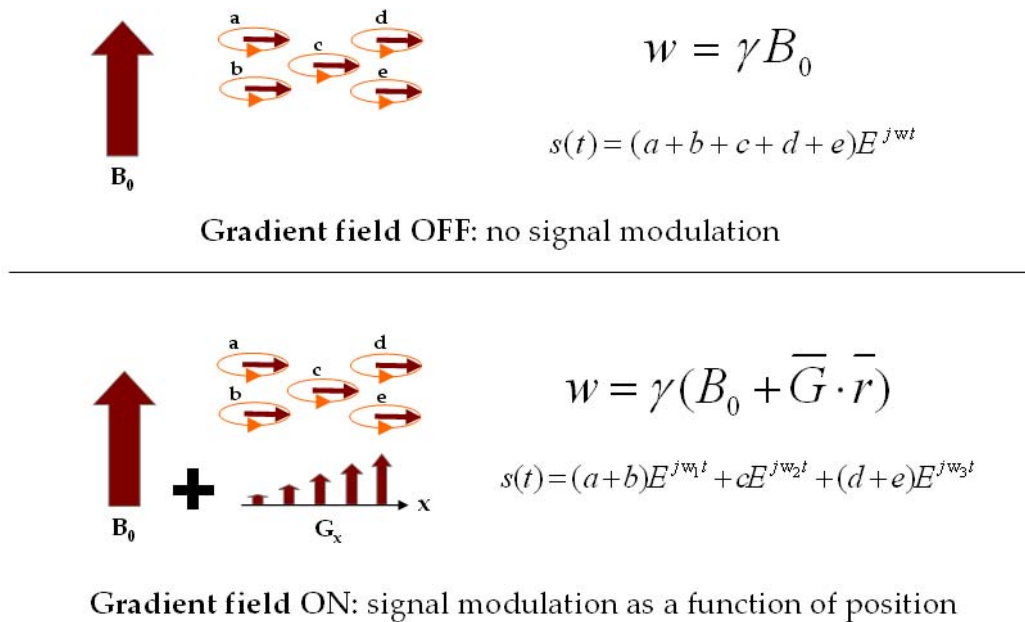 a d
c
b e
B₀
w = γB₀
s(t) = (a + b + c + d + e)E^{jwt}
Gradient field OFF: no signal modulation
a d
c
b e
B₀
+
x
Gₓ
w = γ(B₀ + G̅ · r̅)
s(t) = (a+b)E^{jw₁t} + cE^{jw₂t} + (d+e)E^{jw₃t}
Gradient field ON: signal modulation as a function of position